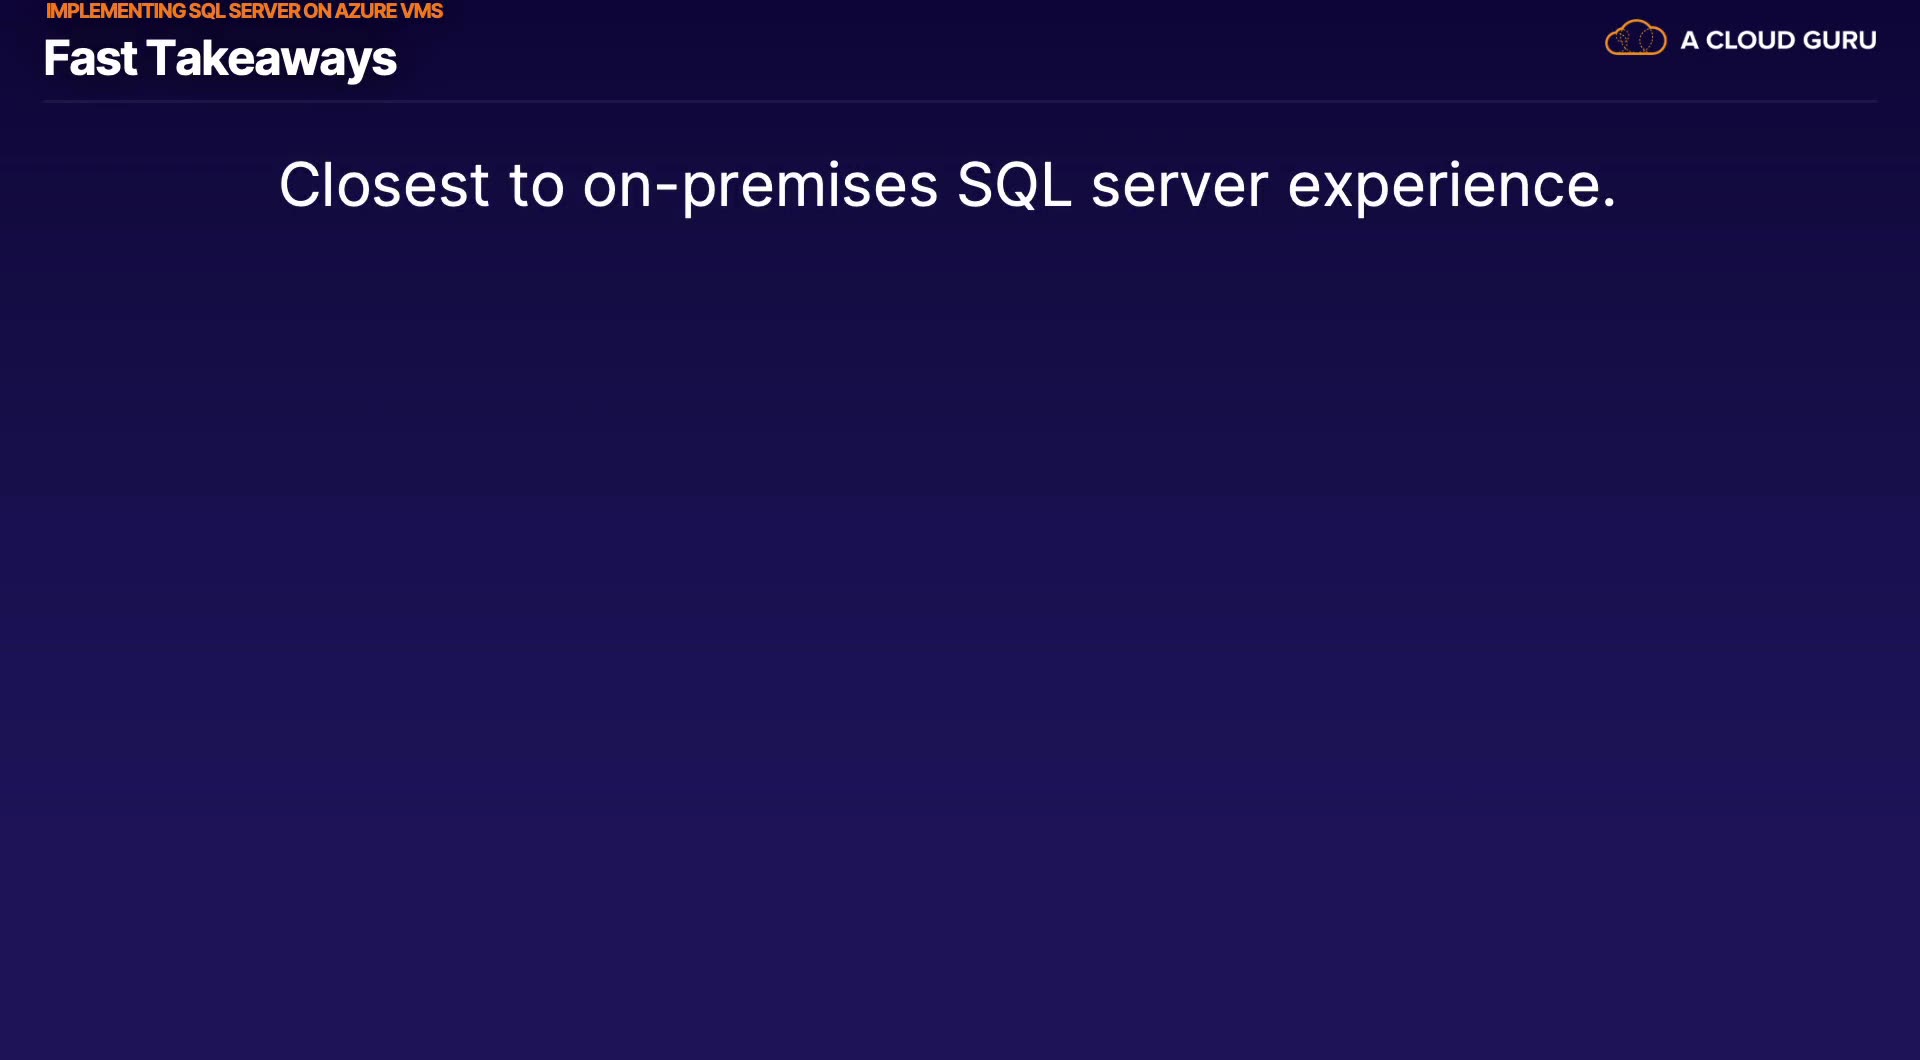 IMPLEMENTING SQL SERVER ON AZURE VMS
Fast Takeaways
A CLOUD GURU
Closest to on-premises SQL server experience.